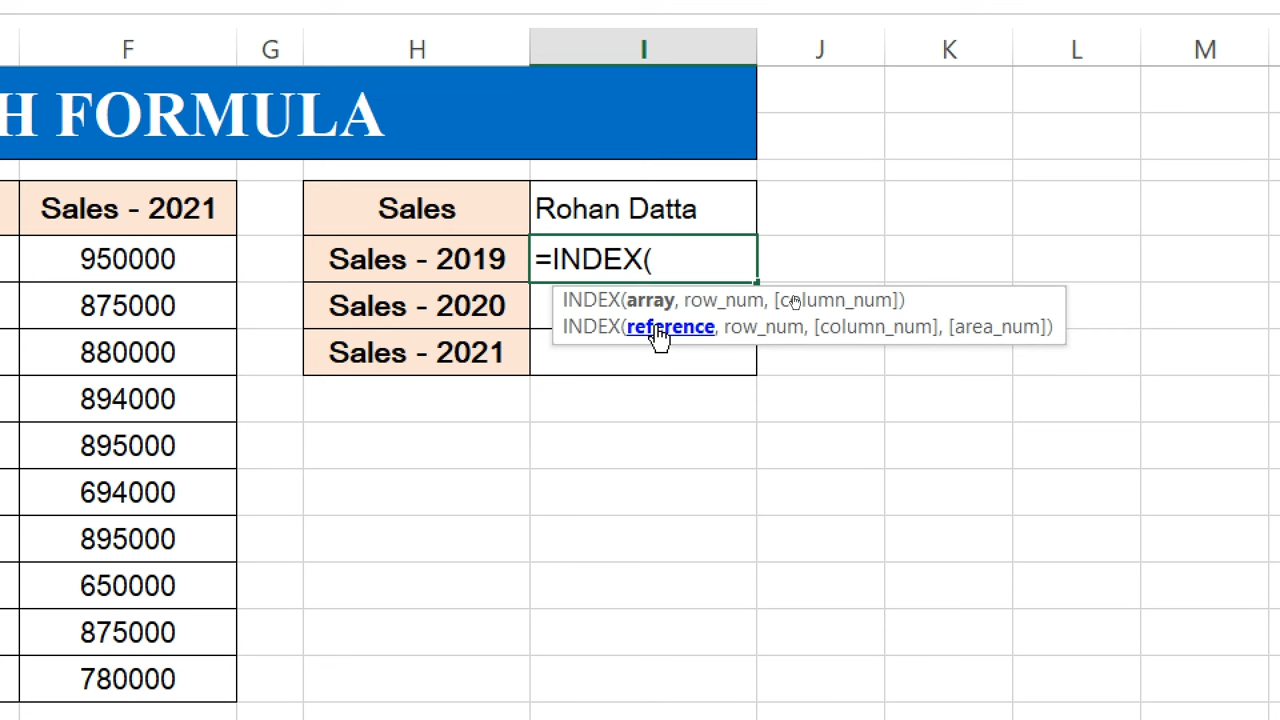 F G H I J K L M
H FORMULA
Sales - 2021 Sales Rohan Datta
950000 Sales - 2019 =INDEX(
875000 Sales - 2020 INDEX(array, row_num, [column_num])
INDEX(reference, row_num, [column_num], [area_num])
880000 Sales - 2021
894000
895000
694000
895000
650000
875000
780000